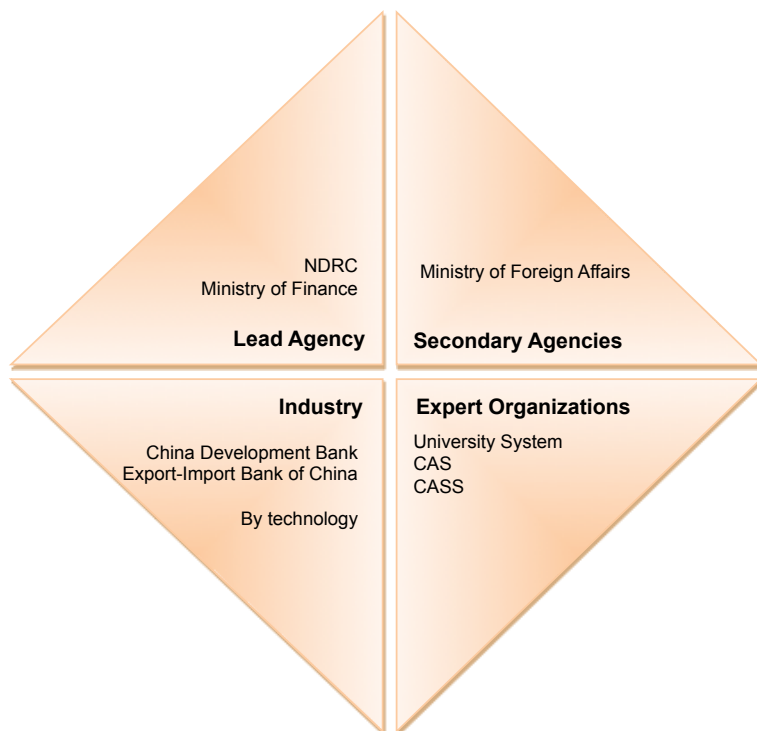 NDRC
Ministry of Finance
Lead Agency
Ministry of Foreign Affairs
Secondary Agencies
Industry
China Development Bank
Export-Import Bank of China
By technology
Expert Organizations
University System
CAS
CASS